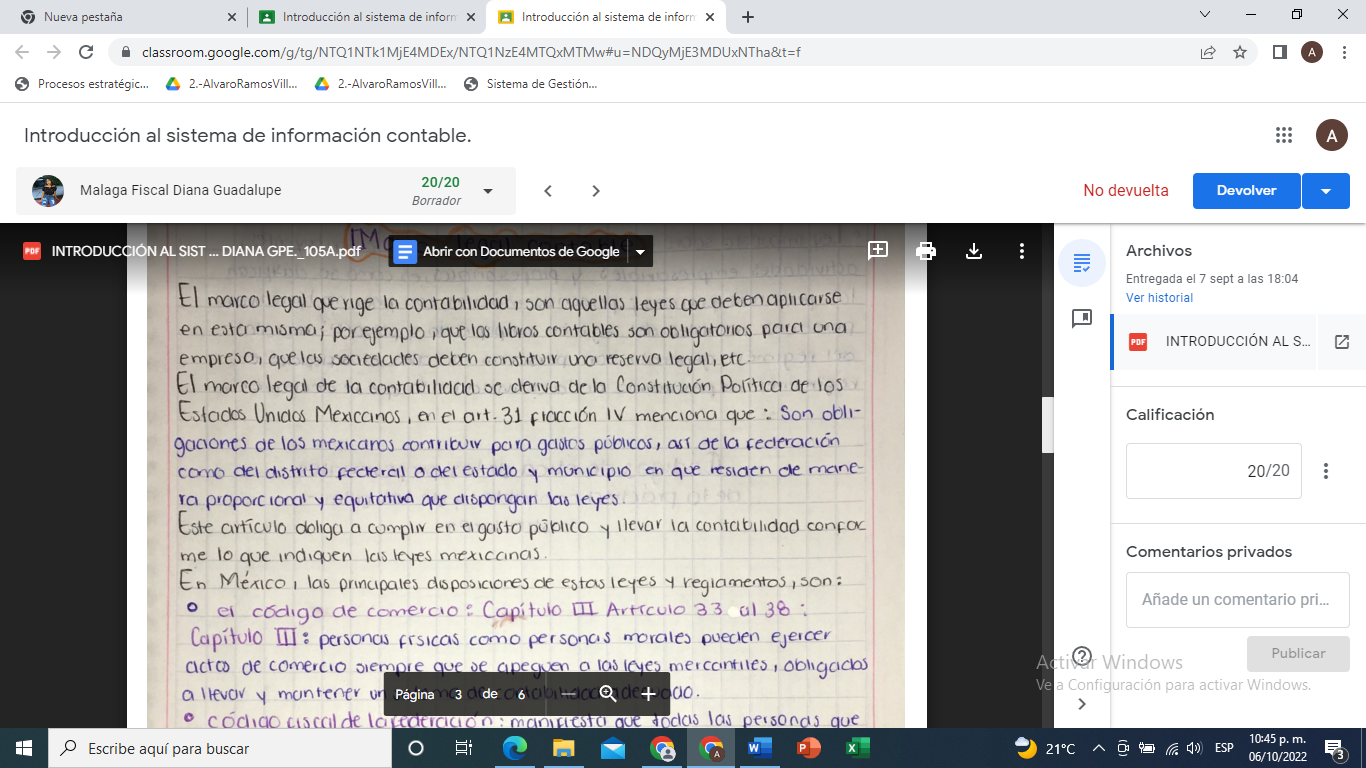 Nueva pestaña
Introducción al sistema de inform
Introducción al sistema de inform
classroom.google.com/g/tg/NTQ1NTk1MjE4MDEx/NTQ1NzE4MTQxMTMw#u=NDQyMjE3MDUxNTha&t=f
A
Procesos estratégic...
2.-AlvaroRamosVill...
2.-AlvaroRamosVill...
Sistema de Gestión...
Introducción al sistema de información contable.
A
Malaga Fiscal Diana Guadalupe
20/20
Borrador
No devuelta
Devolver
PDF INTRODUCCIÓN AL SIST ... DIANA GPE._105A.pdf
Abrir con Documentos de Google
El marco legal que rige la contabilidad, son aquellas leyes que deben aplicarse
en esta misma; por ejemplo, que los libros contables son obligatorios para una
empresa, que las sociedades deben constituir una reserva legal, etc.
El marco legal de la contabilidad se deriva de la Constitución Política de los
Estados Unidos Mexicanos, en el art. 31 fracción IV menciona que: Son obli-
gaciones de los mexicanos contribuir para gastos públicos, así de la federación
como del distrito federal o del estado y municipio en que residen de mane-
ra proporcional y equitativa que dispongan las leyes.
Este artículo obliga a cumplir en el gasto público y llevar la contabilidad confor
me lo que indiquen las leyes mexicanas.
En México, las principales disposiciones de estas leyes y reglamentos, son:
el código de comercio: Capítulo III Artículo 33 al 38:
Capítulo III: personas físicas como personas morales pueden ejercer
actos de comercio siempre que se apeguen a las leyes mercantiles, obligados
a llevar y mantener un
código fiscal de la federación: manifiesta que todas las personas que
Página 3 de 6
Archivos
Entregada el 7 sept a las 18:04
Ver historial
PDF INTRODUCCIÓN AL S...
Calificación
20/20
Comentarios privados
Añade un comentario pri...
Publicar
Activar Windows
Ve a Configuración para activar Windows.
Escribe aquí para buscar
21°C
ESP
10:45 p. m.
06/10/2022
3